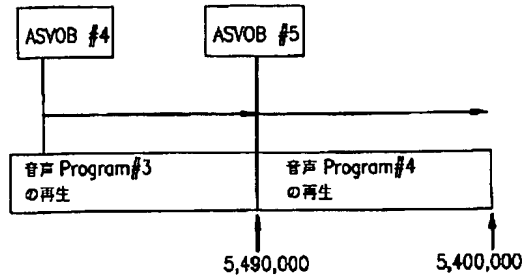 ASVOB #4
ASVOB #5
音声 Program#3
の再生
音声 Program#4
の再生
5,490,000
5,400,000